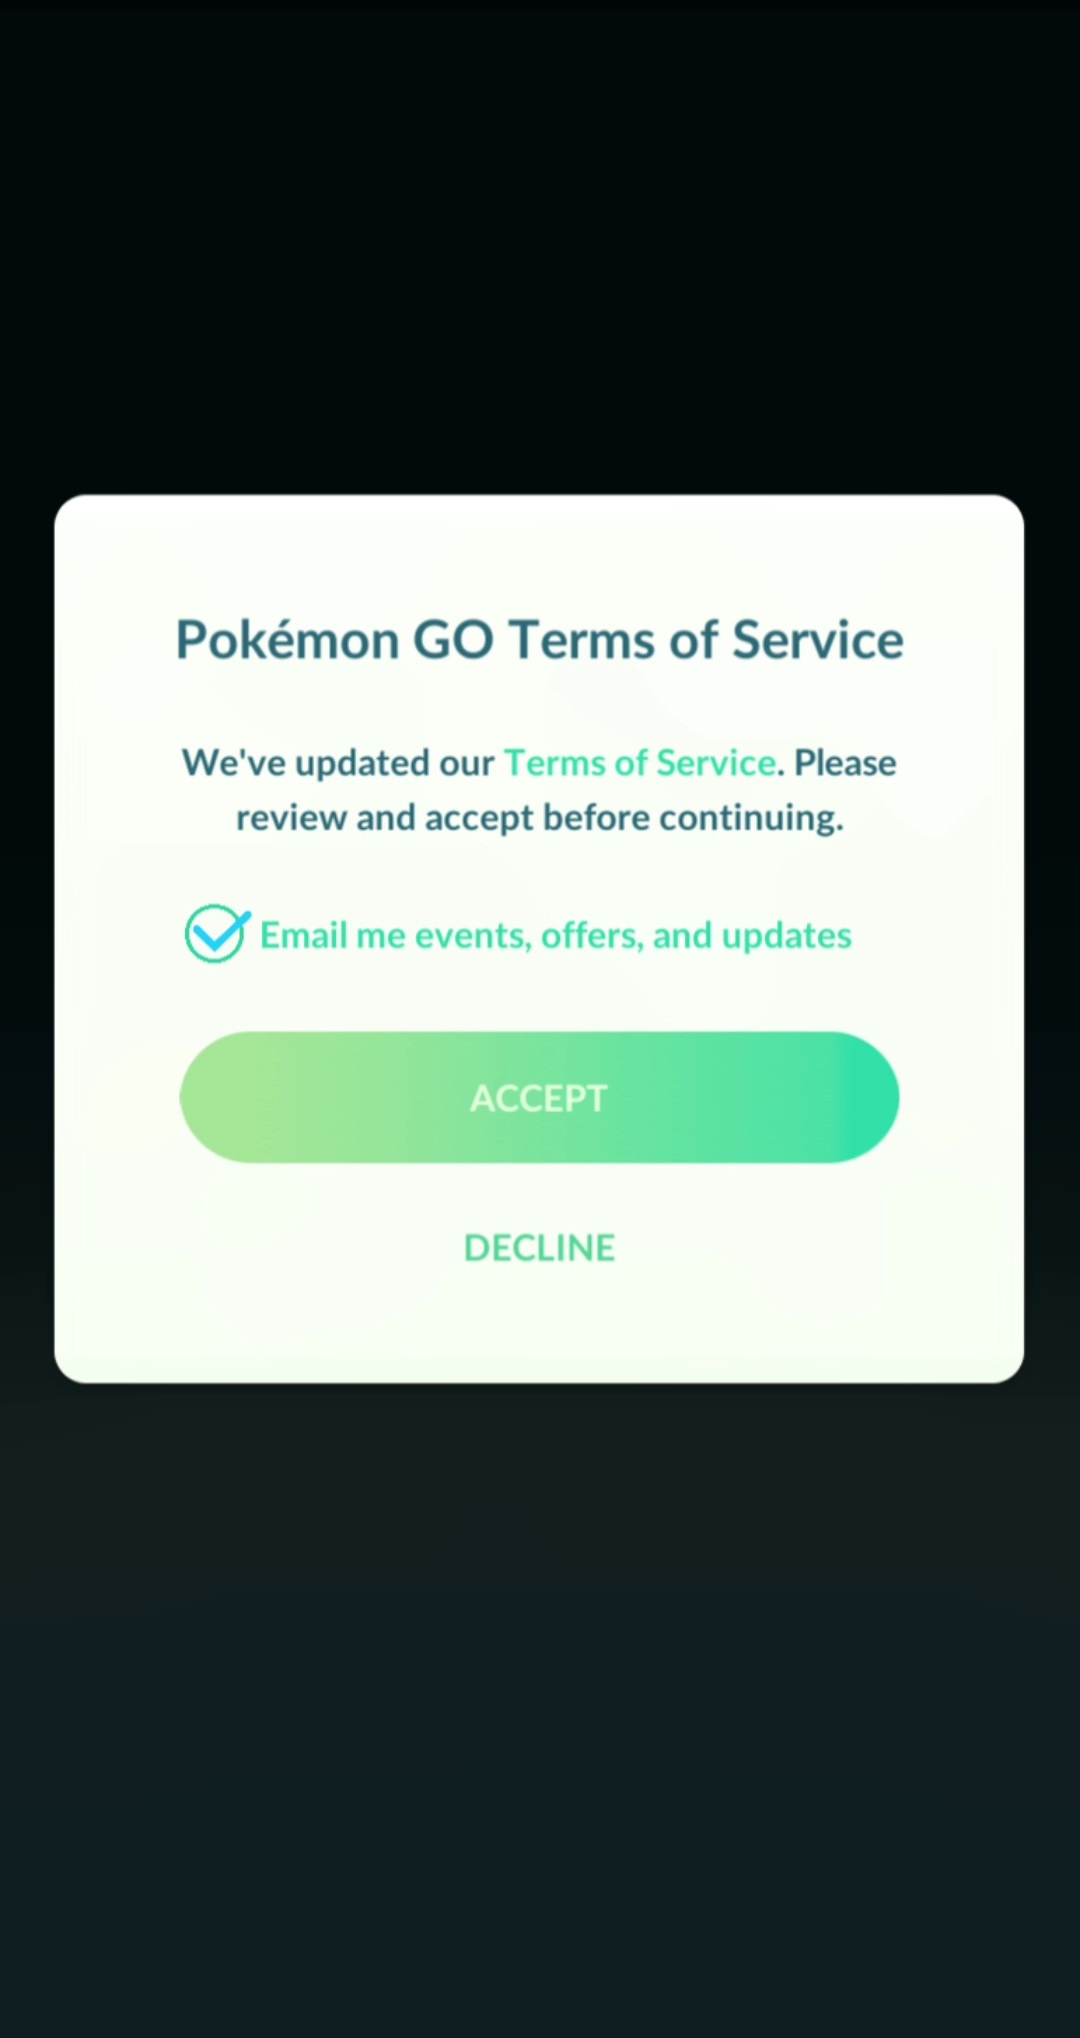 Pokémon GO Terms of Service
We've updated our Terms of Service. Please
review and accept before continuing.
Email me events, offers, and updates
ACCEPT
DECLINE